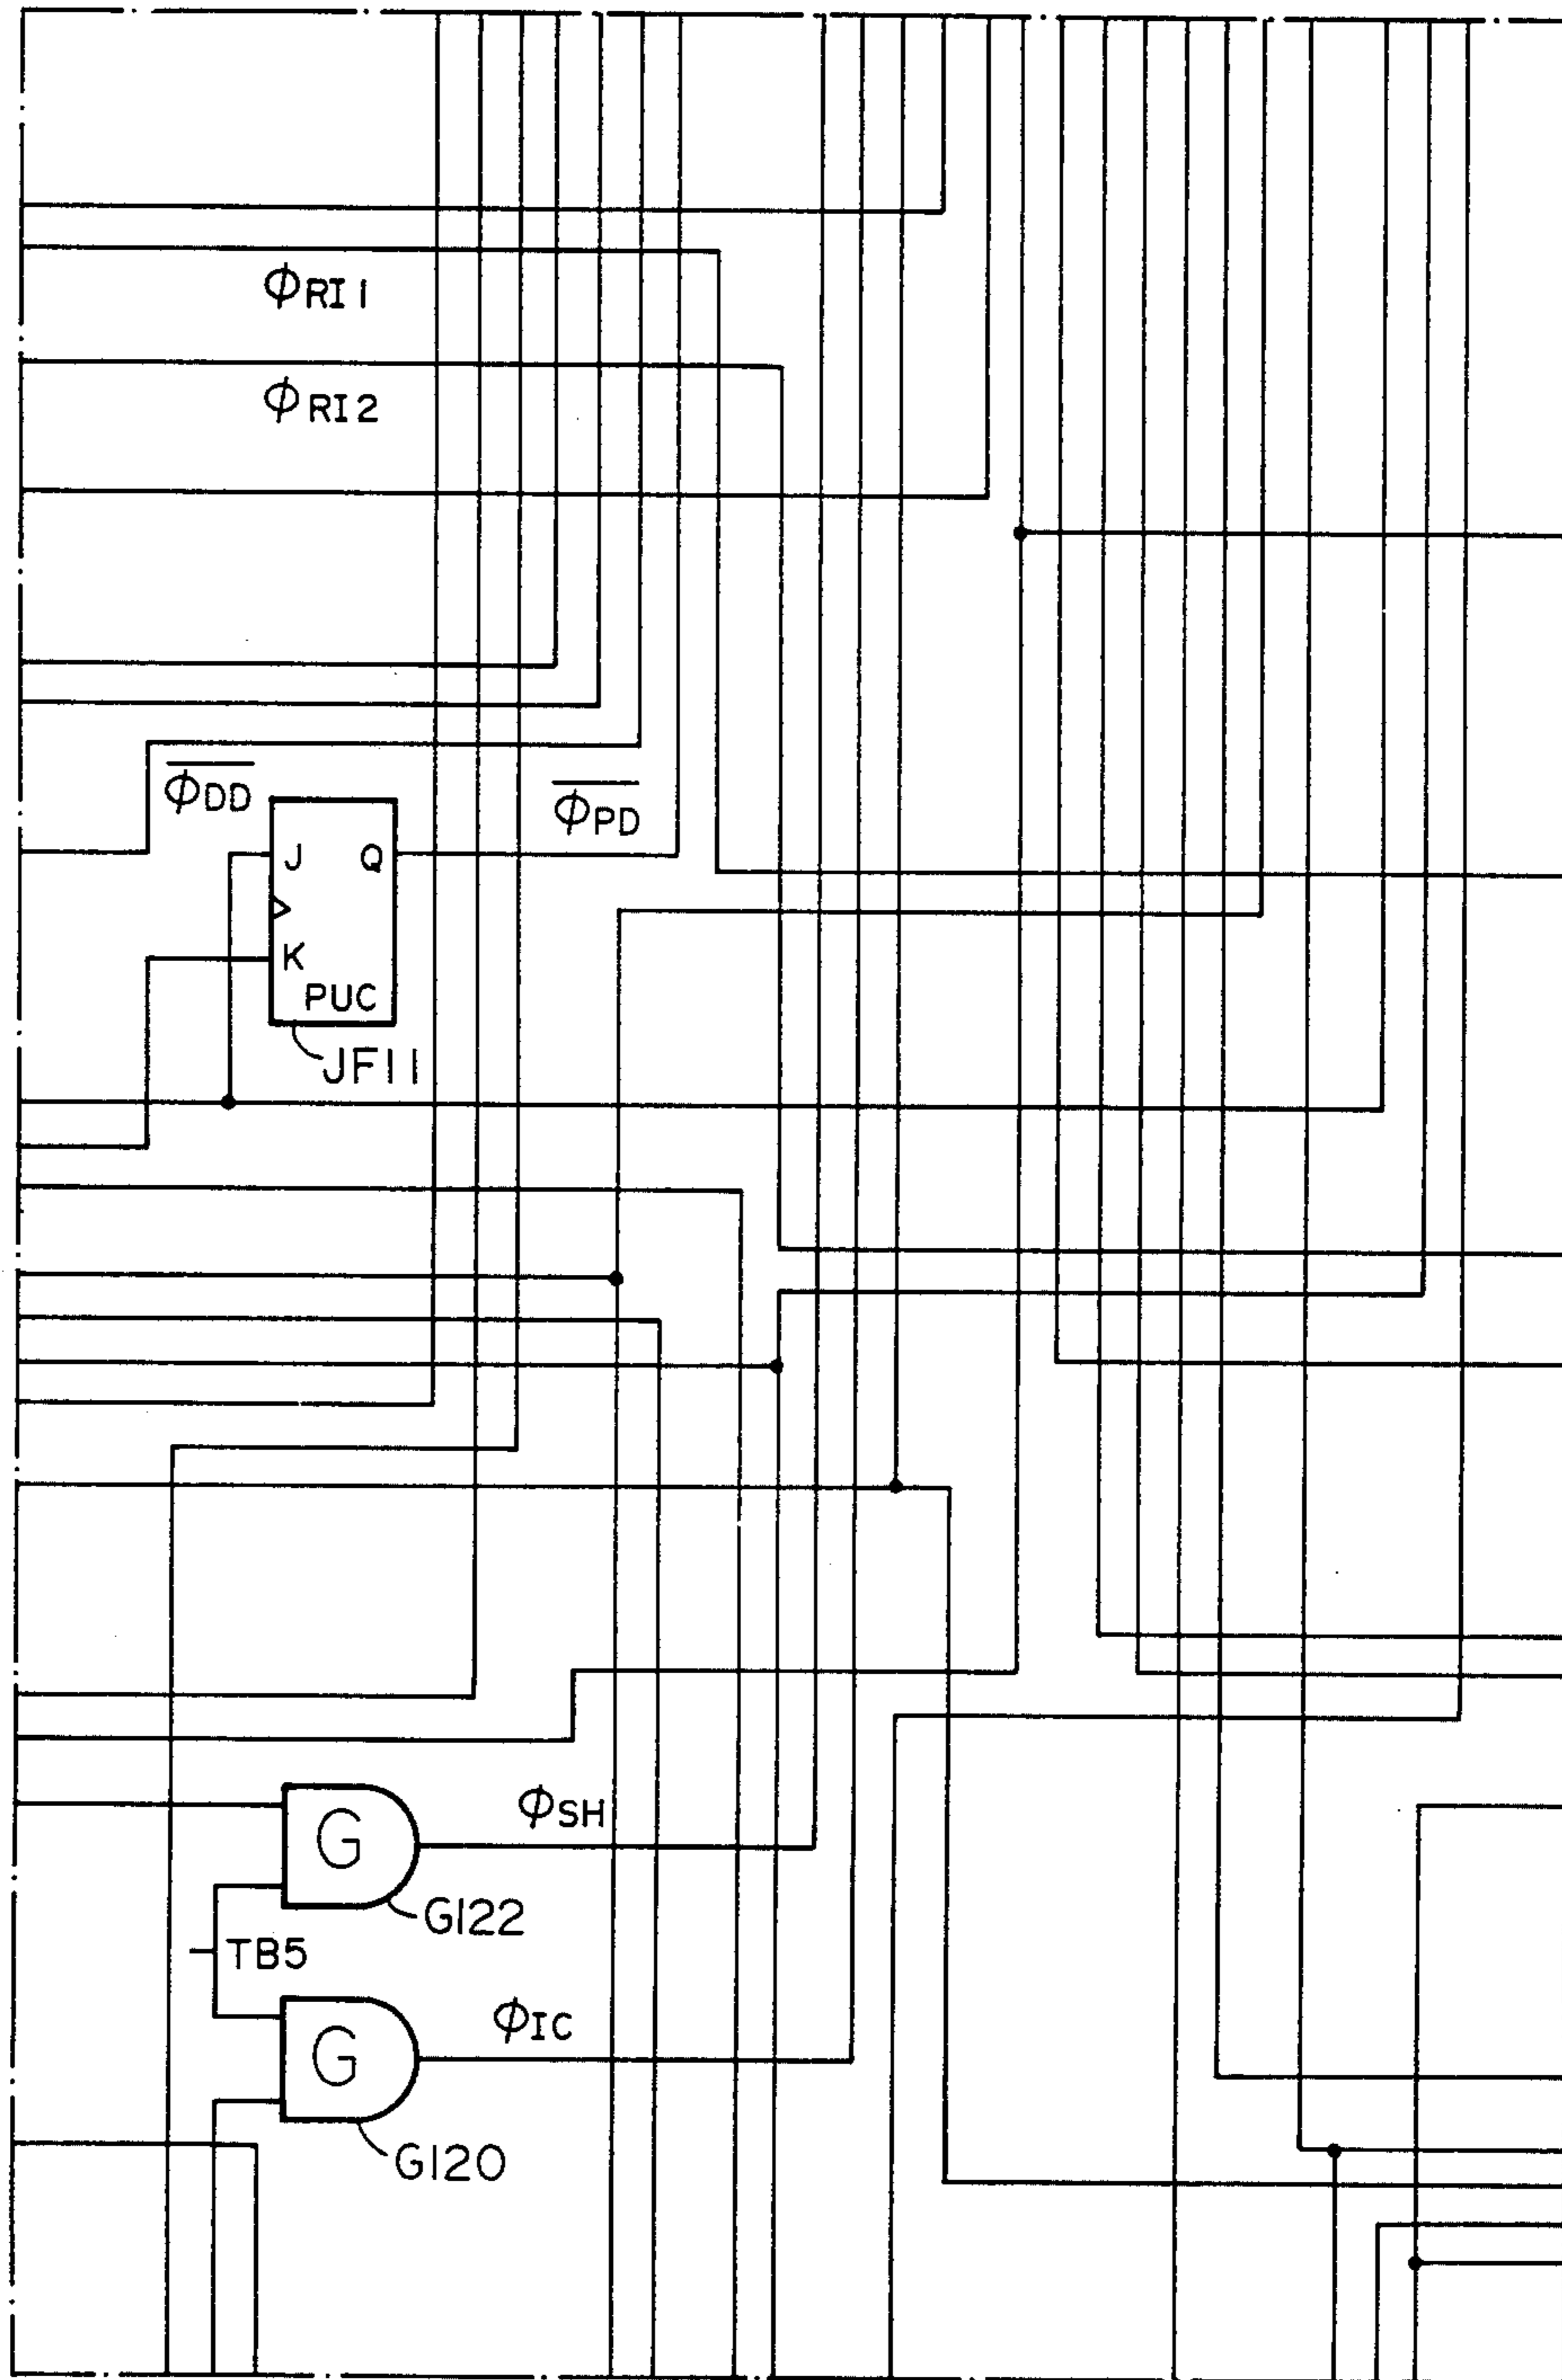 ϕRI1
ϕRI2
ϕDD
ϕPD
J Q
K
PUC
JF11
ϕSH
G
G122
TB5
ϕIC
G
G120